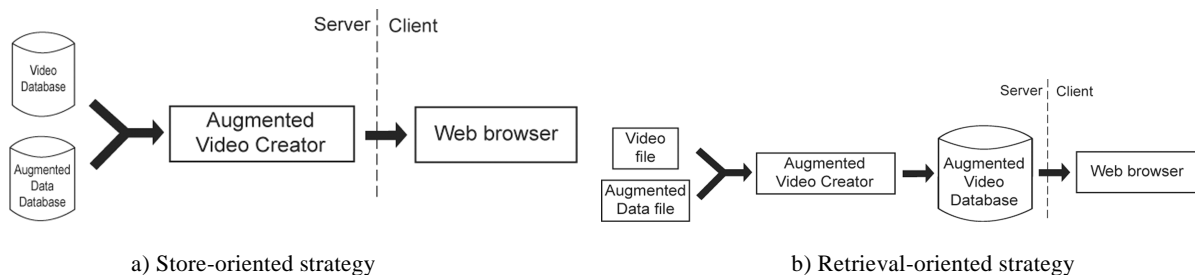 Server
Client
Video
Database
Augmented
Data
Database
Augmented
Video Creator
Web browser
a) Store-oriented strategy
Server
Client
Video
file
Augmented
Data file
Augmented
Video Creator
Augmented
Video
Database
Web browser
b) Retrieval-oriented strategy